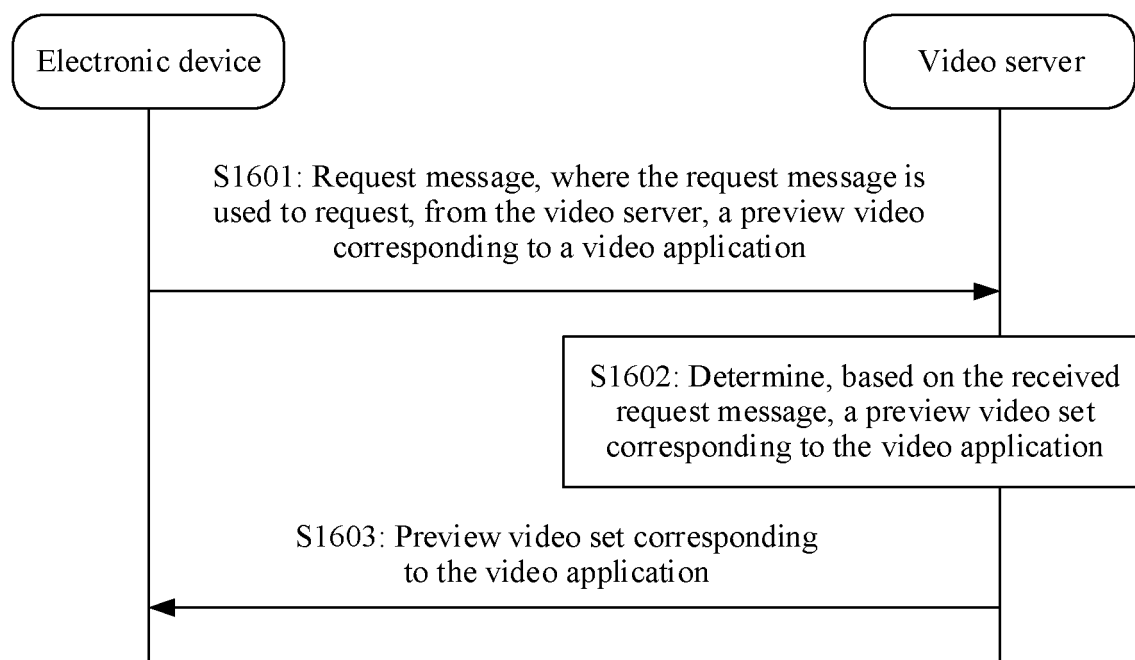 Electronic device
Video server
S1601: Request message, where the request message is
used to request, from the video server, a preview video
corresponding to a video application
S1602: Determine, based on the received
request message, a preview video set
corresponding to the video application
S1603: Preview video set corresponding
to the video application